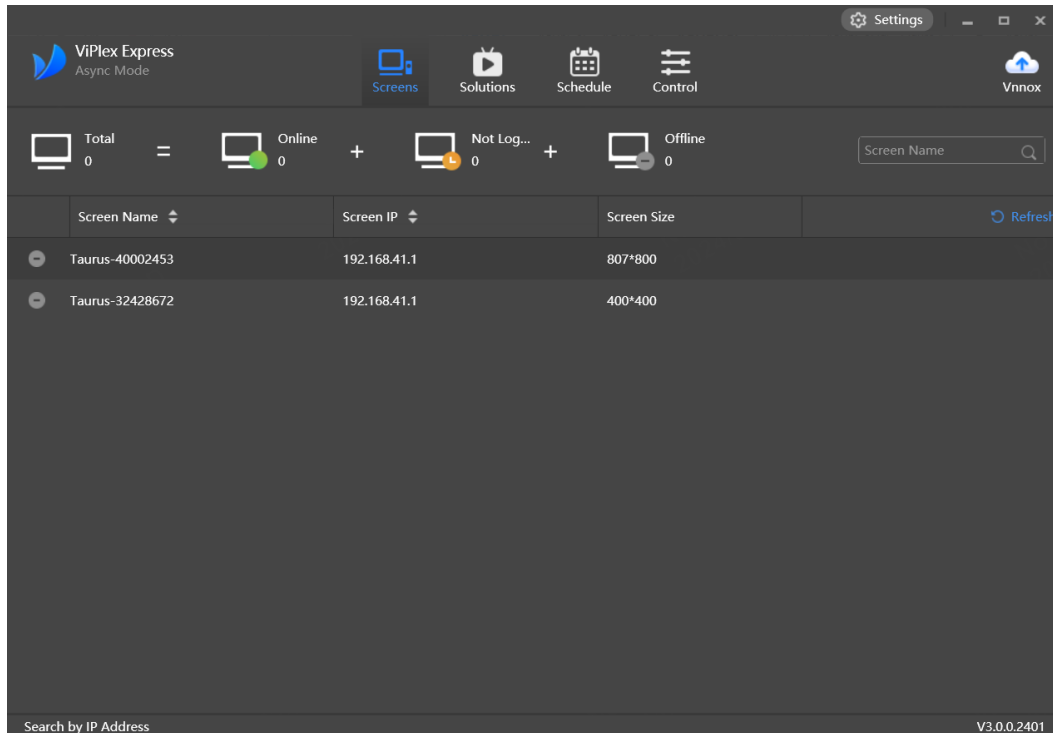 Settings
ViPlex Express
Async Mode
Screens
Solutions
Schedule
Control
Vnnox
Total
0
=
Online
0
+
Not Log...
0
+
Offline
0
Screen Name
Screen Name
Screen IP
Screen Size
Refresh
Taurus-40002453 192.168.41.1 807*800
Taurus-32428672 192.168.41.1 400*400
Search by IP Address
V3.0.0.2401